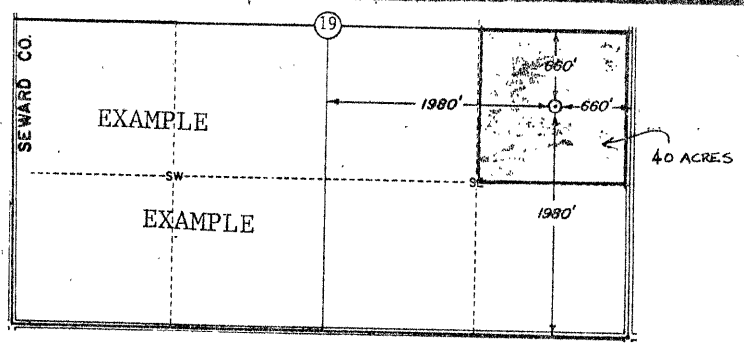 19
SEWARD CO.
660'
EXAMPLE
1980'
660'
40 ACRES
SW
SE
EXAMPLE
1980'